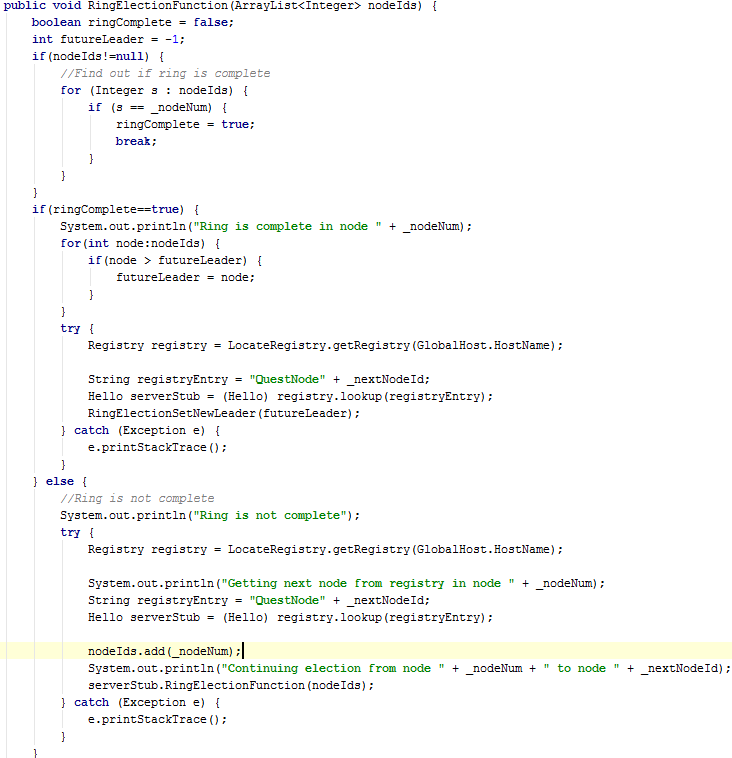 public void RingElectionFunction(ArrayList<Integer> nodeIds) {
    boolean ringComplete = false;
    int futureLeader = -1;
    if(nodeIds!=null) {
        //Find out if ring is complete
        for (Integer s : nodeIds) {
            if (s == _nodeNum) {
                ringComplete = true;
                break;
            }
        }
    }
    if(ringComplete==true) {
        System.out.println("Ring is complete in node " + _nodeNum);
        for(int node:nodeIds) {
            if(node > futureLeader) {
                futureLeader = node;
            }
        }
        try {
            Registry registry = LocateRegistry.getRegistry(GlobalHost.HostName);

            String registryEntry = "QuestNode" + _nextNodeId;
            Hello serverStub = (Hello) registry.lookup(registryEntry);
            RingElectionSetNewLeader(futureLeader);
        } catch (Exception e) {
            e.printStackTrace();
        }
    } else {
        //Ring is not complete
        System.out.println("Ring is not complete");
        try {
            Registry registry = LocateRegistry.getRegistry(GlobalHost.HostName);

            System.out.println("Getting next node from registry in node " + _nodeNum);
            String registryEntry = "QuestNode" + _nextNodeId;
            Hello serverStub = (Hello) registry.lookup(registryEntry);

            nodeIds.add(_nodeNum);
            System.out.println("Continuing election from node " + _nodeNum + " to node " + _nextNodeId);
            serverStub.RingElectionFunction(nodeIds);
        } catch (Exception e) {
            e.printStackTrace();
        }
    }